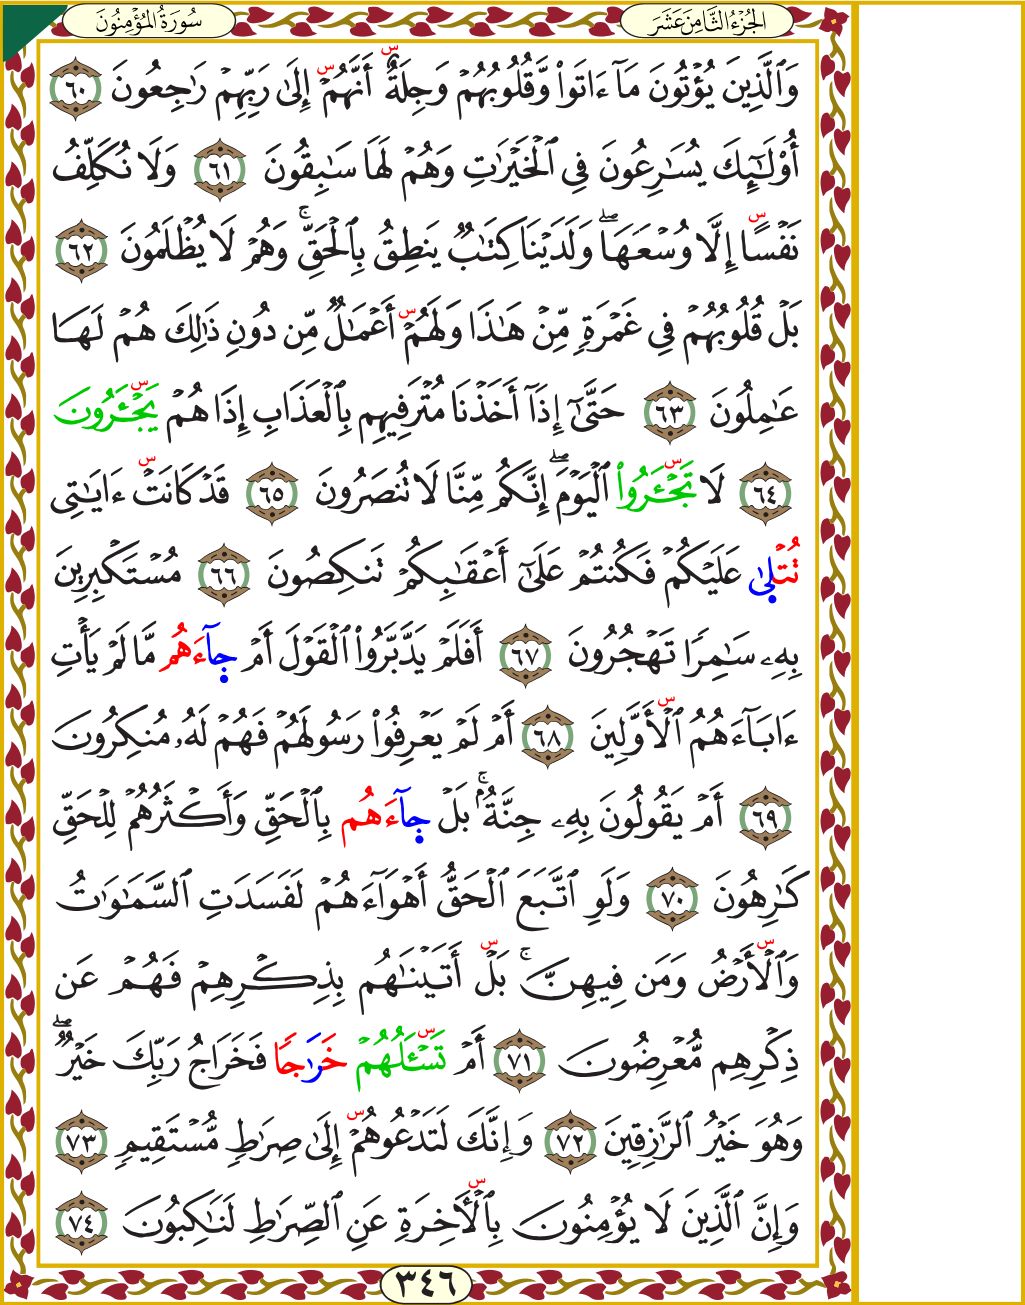 الجُزْءُ الثَّامِنَ عَشَرَ
سُورَةُ المُؤْمِنُونَ
وَٱلَّذِينَ يُؤْتُونَ مَآ ءَاتَوا۟ وَّقُلُوبُهُمْ وَجِلَةٌ أَنَّهُمْ إِلَىٰ رَبِّهِمْ رَٰجِعُونَ ٦٠
أُو۟لَـٰٓئِكَ يُسَـٰرِعُونَ فِى ٱلْخَيْرَٰتِ وَهُمْ لَهَا سَـٰبِقُونَ ٦١ وَلَا نُكَلِّفُ
نَفْسًا إِلَّا وُسْعَهَا ۖ وَلَدَيْنَا كِتَـٰبٌ يَنطِقُ بِٱلْحَقِّ ۚ وَهُمْ لَا يُظْلَمُونَ ٦٢
بَلْ قُلُوبُهُمْ فِى غَمْرَةٍ مِّنْ هَـٰذَا وَلَهُمْ أَعْمَـٰلٌ مِّن دُونِ ذَٰلِكَ هُمْ لَهَا
عَـٰمِلُونَ ٦٣ حَتَّىٰٓ إِذَآ أَخَذْنَا مُتْرَفِيهِم بِٱلْعَذَابِ إِذَا هُمْ يَجْـَٔرُونَ
٦٤ لَا تَجْـَٔرُوا۟ ٱلْيَوْمَ ۖ إِنَّكُم مِّنَّا لَا تُنصَرُونَ ٦٥ قَدْ كَانَتْ ءَايَـٰتِى
تُتْلِىٰ عَلَيْكُمْ فَكُنتُمْ عَلَىٰٓ أَعْقَـٰبِكُمْ تَنكِصُونَ ٦٦ مُسْتَكْبِرِينَ
بِهِۦ سَـٰمِرًا تَهْجُرُونَ ٦٧ أَفَلَمْ يَدَّبَّرُوا۟ ٱلْقَوْلَ أَمْ جِآءَهُم مَّا لَمْ يَأْتِ
ءَابَآءَهُمُ ٱلْأَوَّلِينَ ٦٨ أَمْ لَمْ يَعْرِفُوا۟ رَسُولَهُمْ فَهُمْ لَهُۥ مُنكِرُونَ
٦٩ أَمْ يَقُولُونَ بِهِۦ جِنَّةٌۢ ۚ بَلْ جِآءَهُم بِٱلْحَقِّ وَأَكْثَرُهُمْ لِلْحَقِّ
كَـٰرِهُونَ ٧٠ وَلَوِ ٱتَّبَعَ ٱلْحَقُّ أَهْوَآءَهُمْ لَفَسَدَتِ ٱلسَّمَـٰوَٰتُ
وَٱلْأَرْضُ وَمَن فِيهِنَّ ۚ بَلْ أَتَيْنَـٰهُم بِذِكْرِهِمْ فَهُمْ عَن
ذِكْرِهِم مُّعْرِضُونَ ٧١ أَمْ تَسْـَٔلُهُمْ خَرَٰجًا فَخَرَاجُ رَبِّكَ خَيْرٌ ۖ
وَهُوَ خَيْرُ ٱلرَّٰزِقِينَ ٧٢ وَإِنَّكَ لَتَدْعُوهُمْ إِلَىٰ صِرَٰطٍ مُّسْتَقِيمٍ ٧٣
وَإِنَّ ٱلَّذِينَ لَا يُؤْمِنُونَ بِٱلْـَٔاخِرَةِ عَنِ ٱلصِّرَٰطِ لَنَـٰكِبُونَ ٧٤
٣٤٦